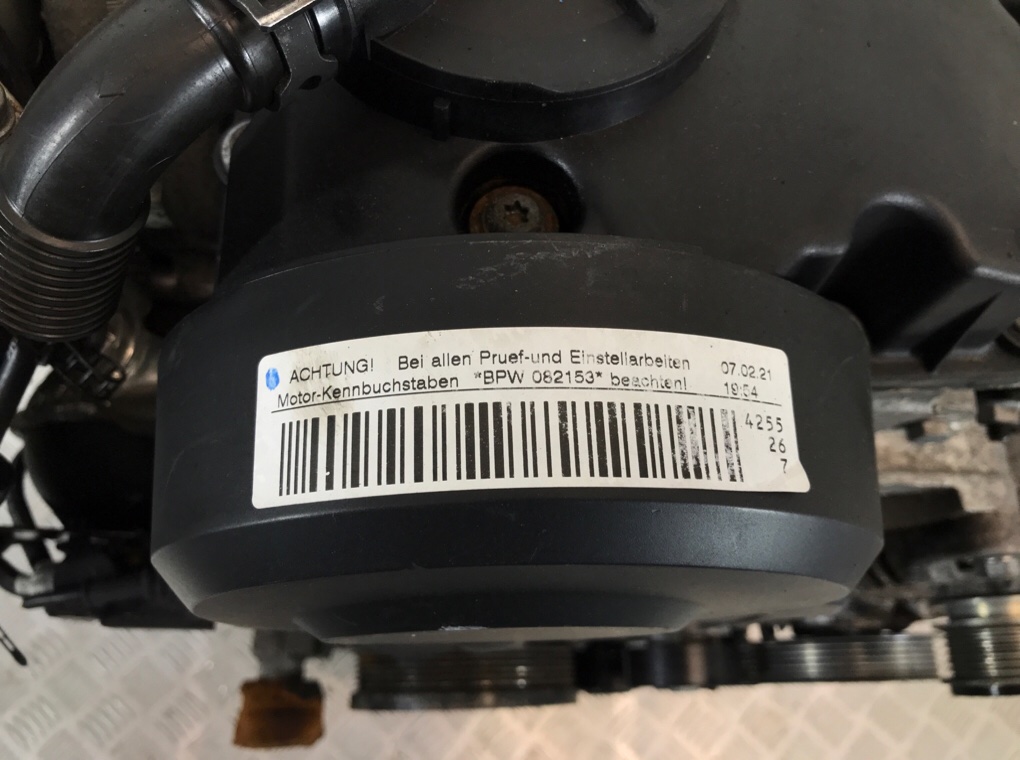 ACHTUNG! Bei allen Pruef-und Einstellarbeiten 07.02.21
Motor-Kennbuchstaben *BPW 082153* beachten! 19:54
4255
26
7